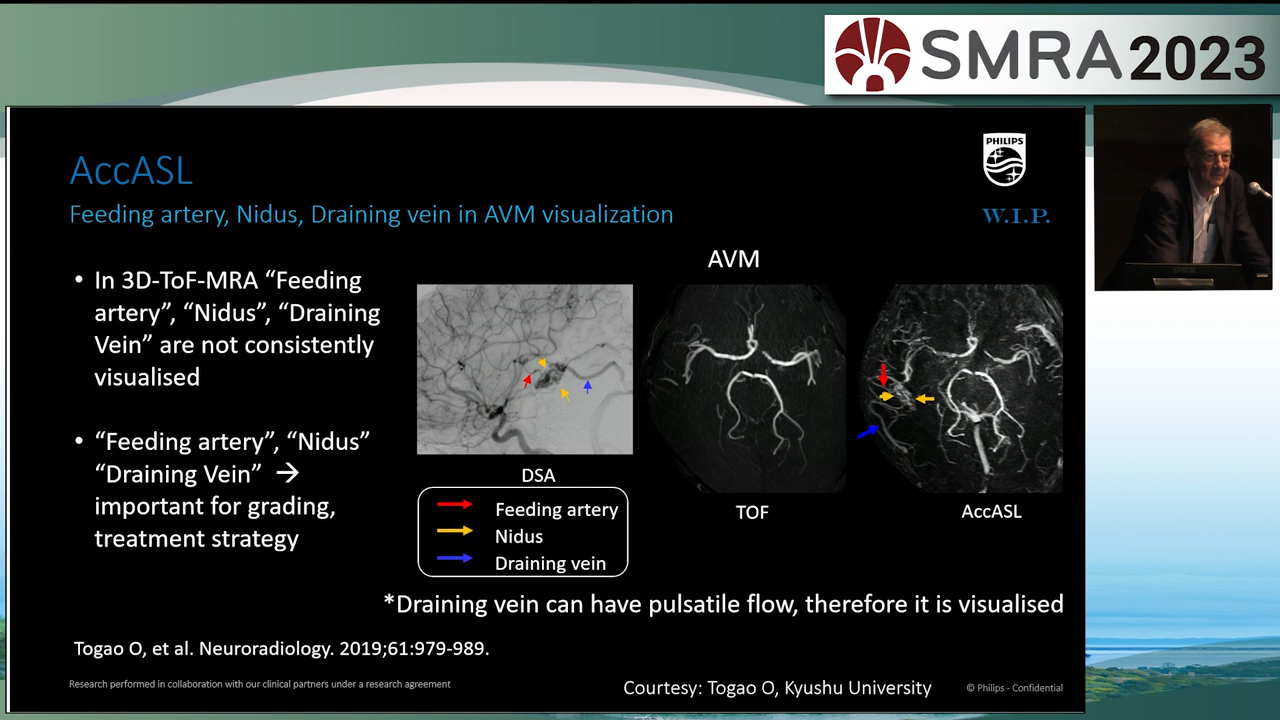 SMRA 2023
PHILIPS
AccASL
Feeding artery, Nidus, Draining vein in AVM visualization
W.I.P.
• In 3D-ToF-MRA “Feeding
artery”, “Nidus”, “Draining
Vein” are not consistently
visualised
• “Feeding artery”, “Nidus”
“Draining Vein” →
important for grading,
treatment strategy
AVM
DSA
TOF
AccASL
Feeding artery
Nidus
Draining vein
*Draining vein can have pulsatile flow, therefore it is visualised
Togao O, et al. Neuroradiology. 2019;61:979-989.
Research performed in collaboration with our clinical partners under a research agreement
Courtesy: Togao O, Kyushu University
© Philips - Confidential
EPSON